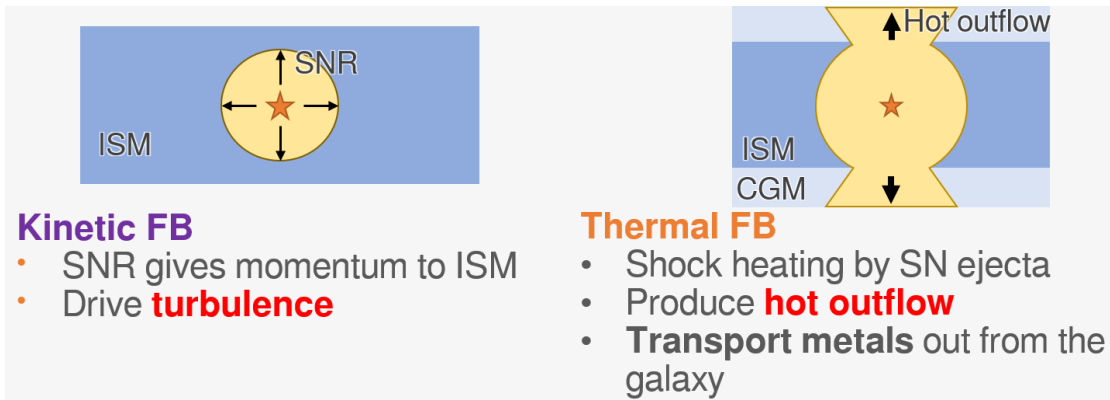 SNR
ISM
Kinetic FB
• SNR gives momentum to ISM
• Drive turbulence
Hot outflow
ISM
CGM
Thermal FB
• Shock heating by SN ejecta
• Produce hot outflow
• Transport metals out from the
galaxy